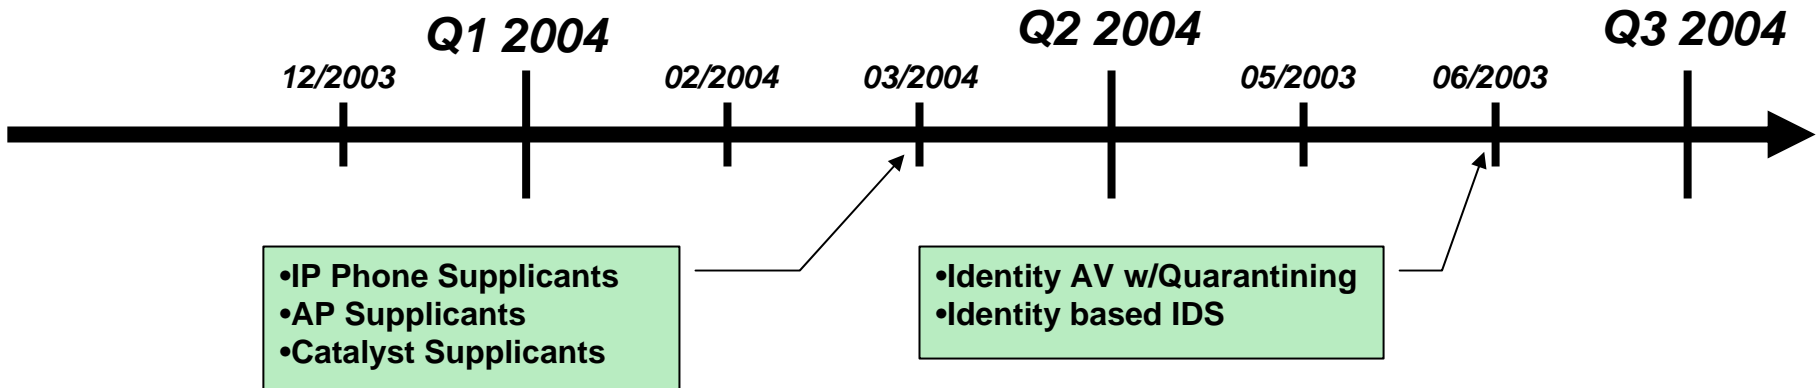 Q1 2004
Q2 2004
Q3 2004
12/2003
02/2004
03/2004
05/2003
06/2003
•IP Phone Supplicants
•AP Supplicants
•Catalyst Supplicants
•Identity AV w/Quarantining
•Identity based IDS